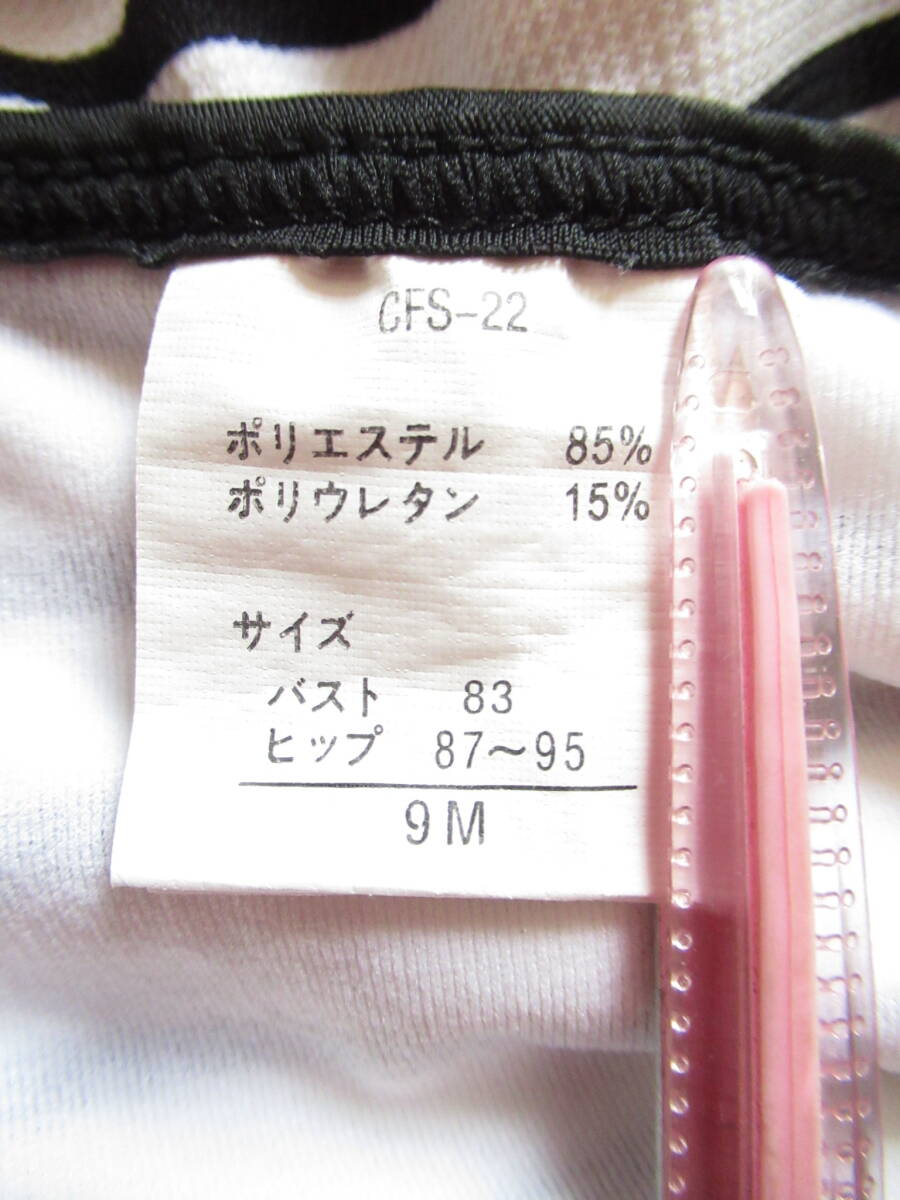 CFS-22
ポリエステル 85%
ポリウレタン 15%
サイズ
バスト 83
ヒップ 87〜95
9M